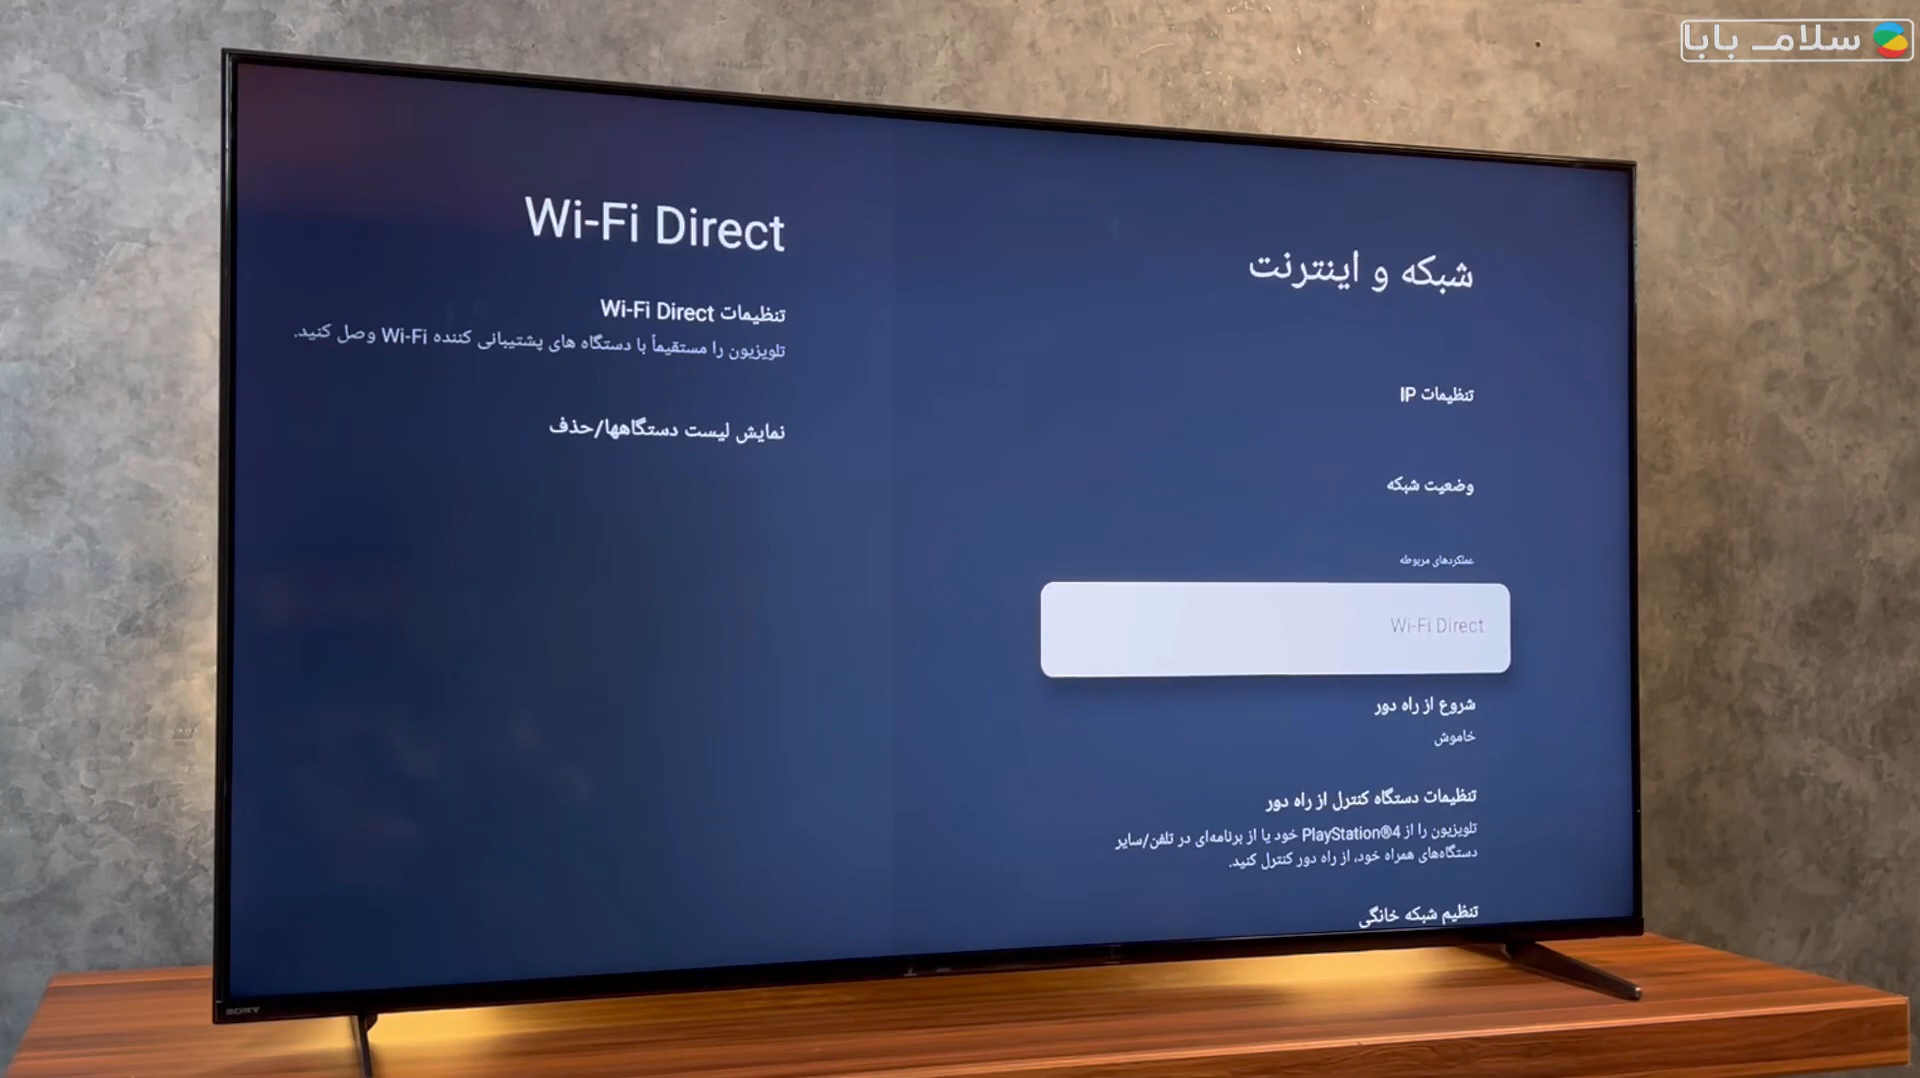 سلامـ بابا
شبکه و اینترنت
تنظیمات IP
وضعیت شبکه
عملکردهای مربوطه
Wi-Fi Direct
شروع از راه دور
خاموش
تنظیمات دستگاه کنترل از راه دور
تلویزیون را از PlayStation®4 خود یا از برنامه‌ای در تلفن/سایر
دستگاه‌های همراه خود، از راه دور کنترل کنید.
تنظیم شبکه خانگی
Wi-Fi Direct
تنظیمات Wi-Fi Direct
تلویزیون را مستقیماً با دستگاه های پشتیبانی کننده Wi-Fi وصل کنید.
نمایش لیست دستگاهها/حذف
SONY